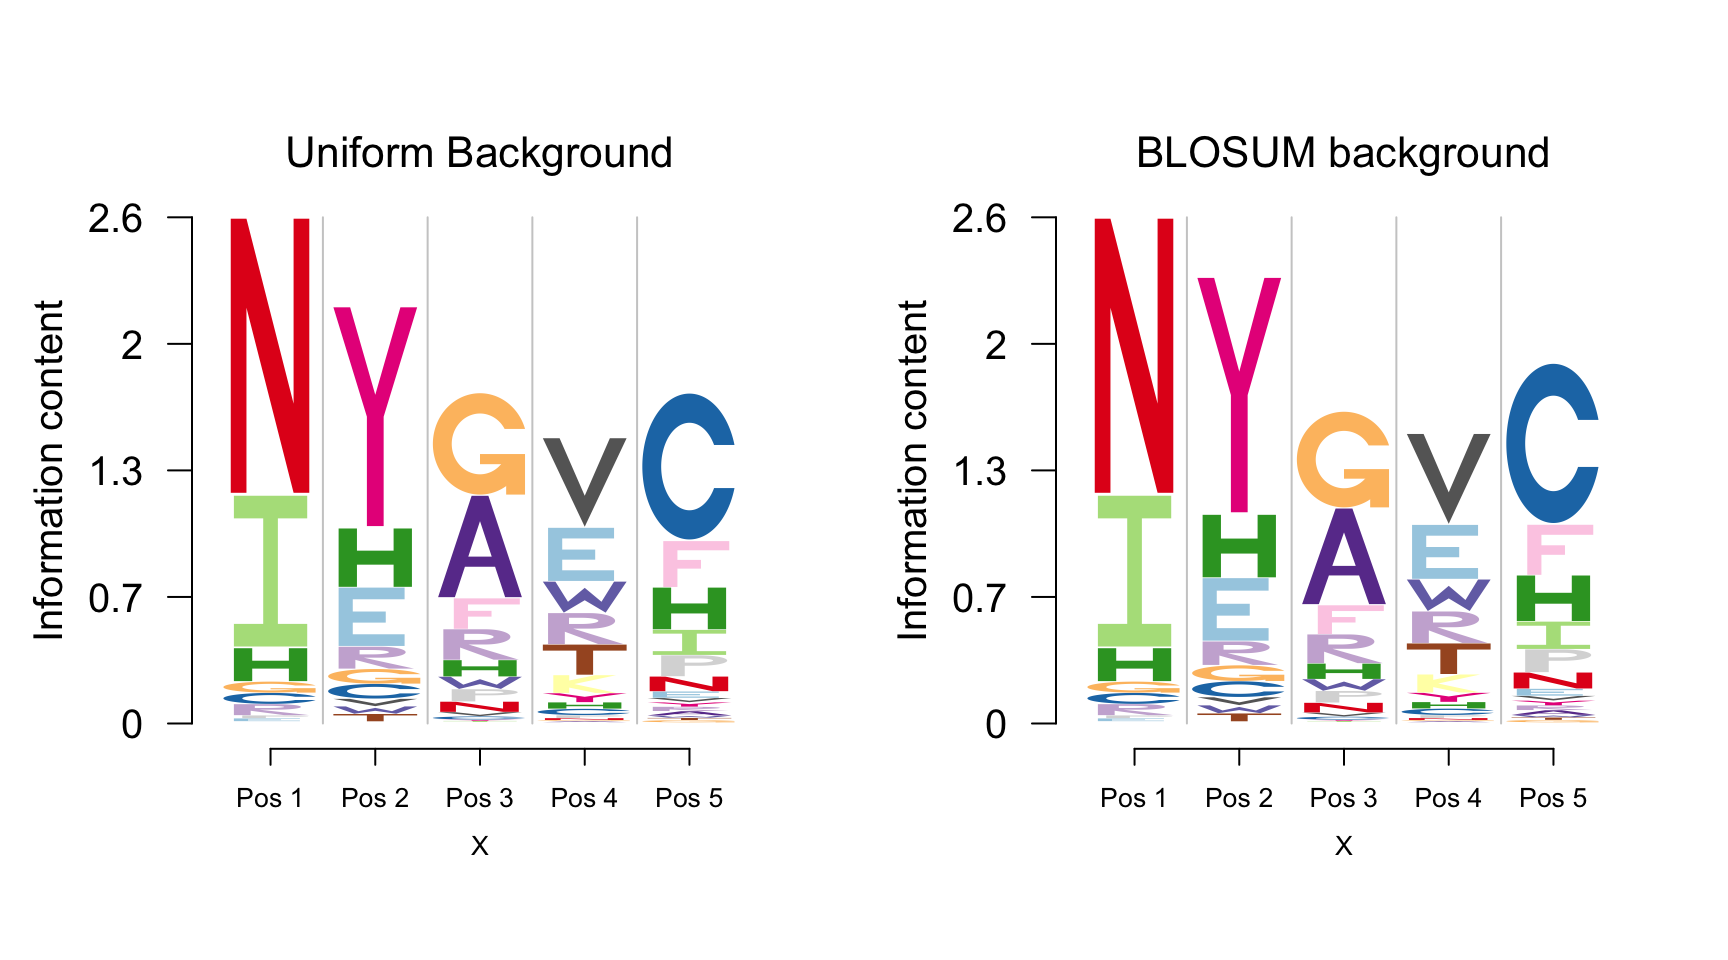 Uniform Background
Information content
2.6
2
1.3
0.7
0
N
I
H
G
C
R
F
E
Y
H
E
R
G
C
V
W
T
G
A
F
R
H
W
P
N
V
E
R
T
C
F
H
I
P
N
Pos 1 Pos 2 Pos 3 Pos 4 Pos 5
X
BLOSUM background
Information content
2.6
2
1.3
0.7
0
N
I
H
G
C
R
F
E
Y
H
E
R
G
C
V
W
T
G
A
F
R
H
W
P
N
V
E
W
R
T
C
F
H
I
P
N
Pos 1 Pos 2 Pos 3 Pos 4 Pos 5
X